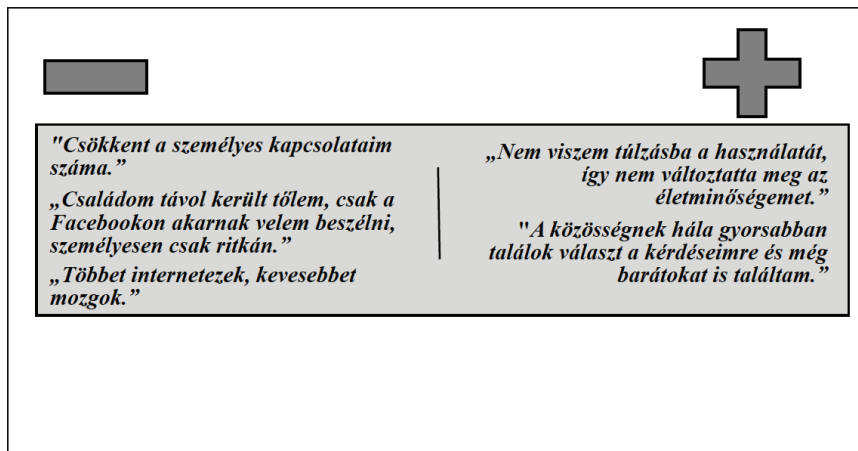 "Csökkent a személyes kapcsolataim
száma.”
„Családom távol került tőlem, csak a
Facebookon akarnak velem beszélni,
személyesen csak ritkán.”
„Többet internetezek, kevesebbet
mozgok.”
„Nem viszem túlzásba a használatát,
így nem változtatta meg az
életminőségemet.”
"A közösségnek hála gyorsabban
találok választ a kérdéseimre és még
barátokat is találtam.”